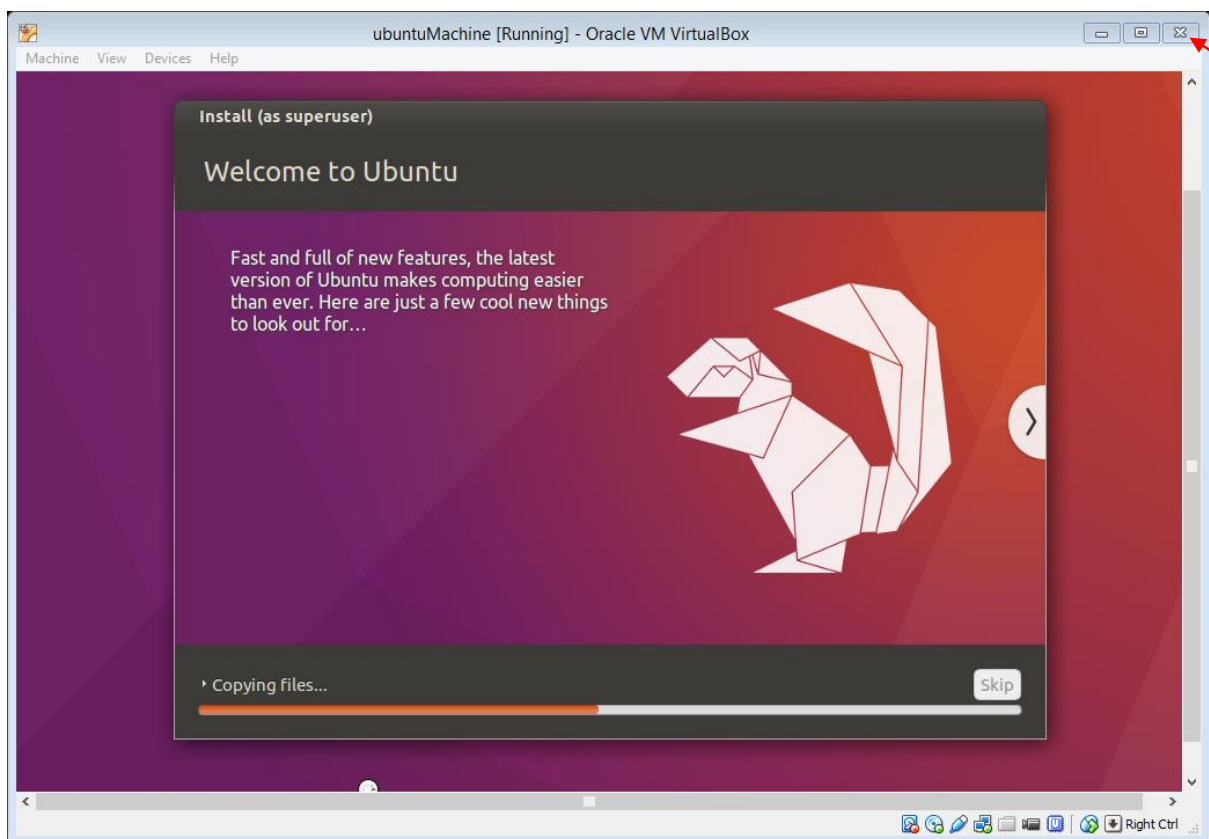 ubuntuMachine [Running] - Oracle VM VirtualBox
Machine View Devices Help
Install (as superuser)
Welcome to Ubuntu
Fast and full of new features, the latest
version of Ubuntu makes computing easier
than ever. Here are just a few cool new things
to look out for…
Copying files...
Skip
Right Ctrl